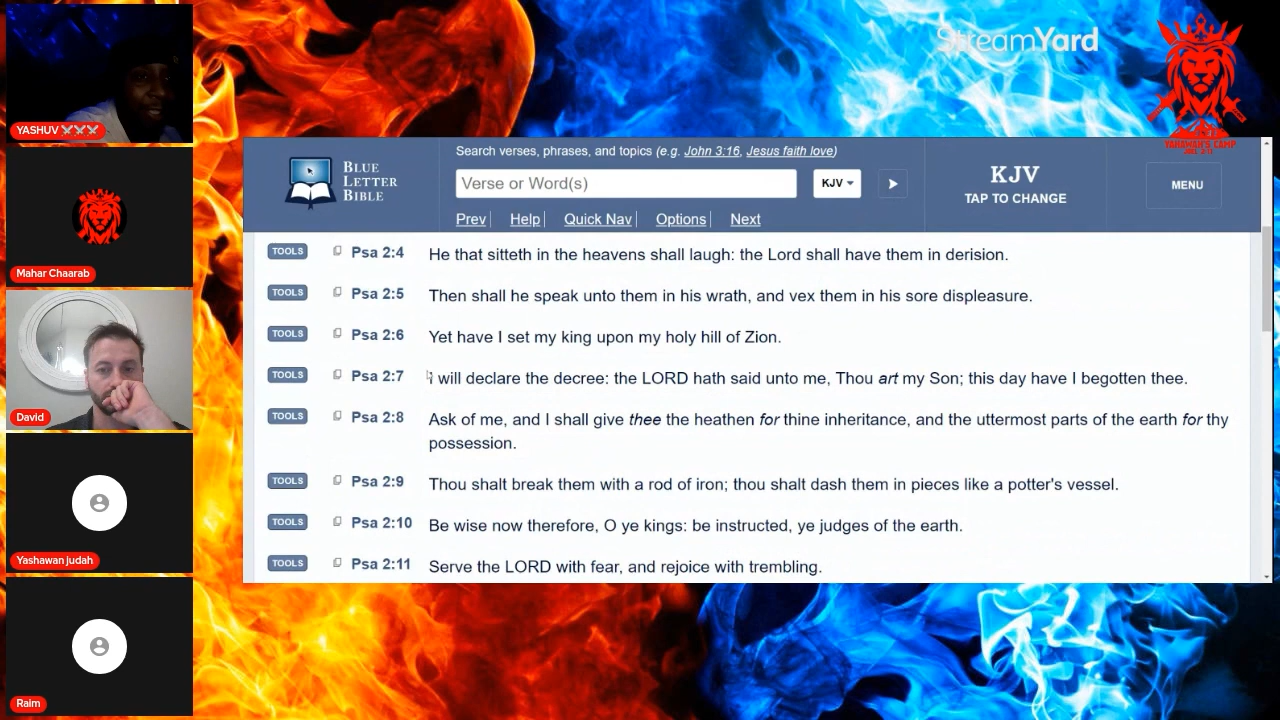 StreamYard
YAHAWAH'S CAMP
JOEL 2:11
YASHUV ⚔⚔⚔
Mahar Chaarab
David
Yashawan judah
Raim
BLUE
LETTER
BIBLE
Search verses, phrases, and topics (e.g. John 3:16, Jesus faith love)
Verse or Word(s)
KJV
Prev
Help
Quick Nav
Options
Next
KJV
TAP TO CHANGE
MENU
TOOLS Psa 2:4 He that sitteth in the heavens shall laugh: the Lord shall have them in derision.
TOOLS Psa 2:5 Then shall he speak unto them in his wrath, and vex them in his sore displeasure.
TOOLS Psa 2:6 Yet have I set my king upon my holy hill of Zion.
TOOLS Psa 2:7 I will declare the decree: the LORD hath said unto me, Thou art my Son; this day have I begotten thee.
TOOLS Psa 2:8 Ask of me, and I shall give thee the heathen for thine inheritance, and the uttermost parts of the earth for thy
possession.
TOOLS Psa 2:9 Thou shalt break them with a rod of iron; thou shalt dash them in pieces like a potter's vessel.
TOOLS Psa 2:10 Be wise now therefore, O ye kings: be instructed, ye judges of the earth.
TOOLS Psa 2:11 Serve the LORD with fear, and rejoice with trembling.